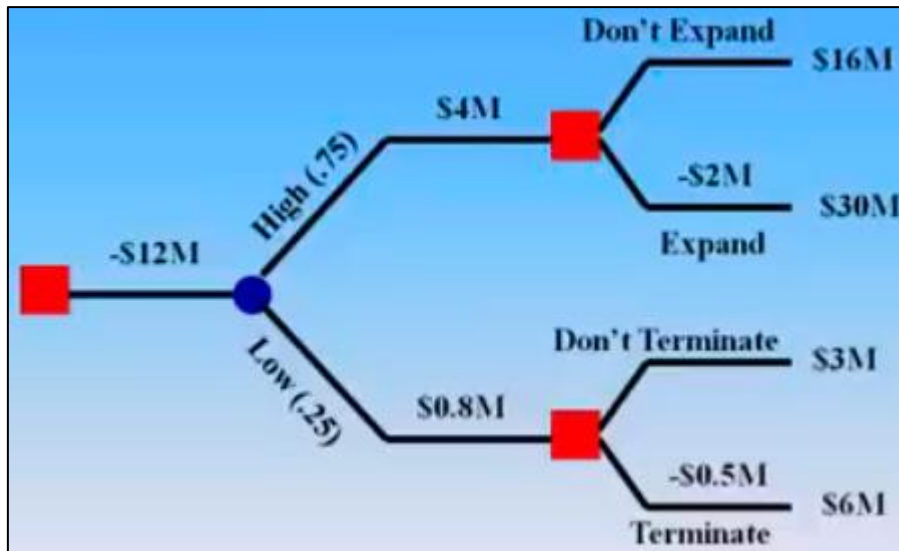 Don't Expand
$16M
$4M
High (.75)
-$2M
$30M
Expand
-$12M
Low (.25)
Don't Terminate
$3M
$0.8M
-$0.5M
$6M
Terminate